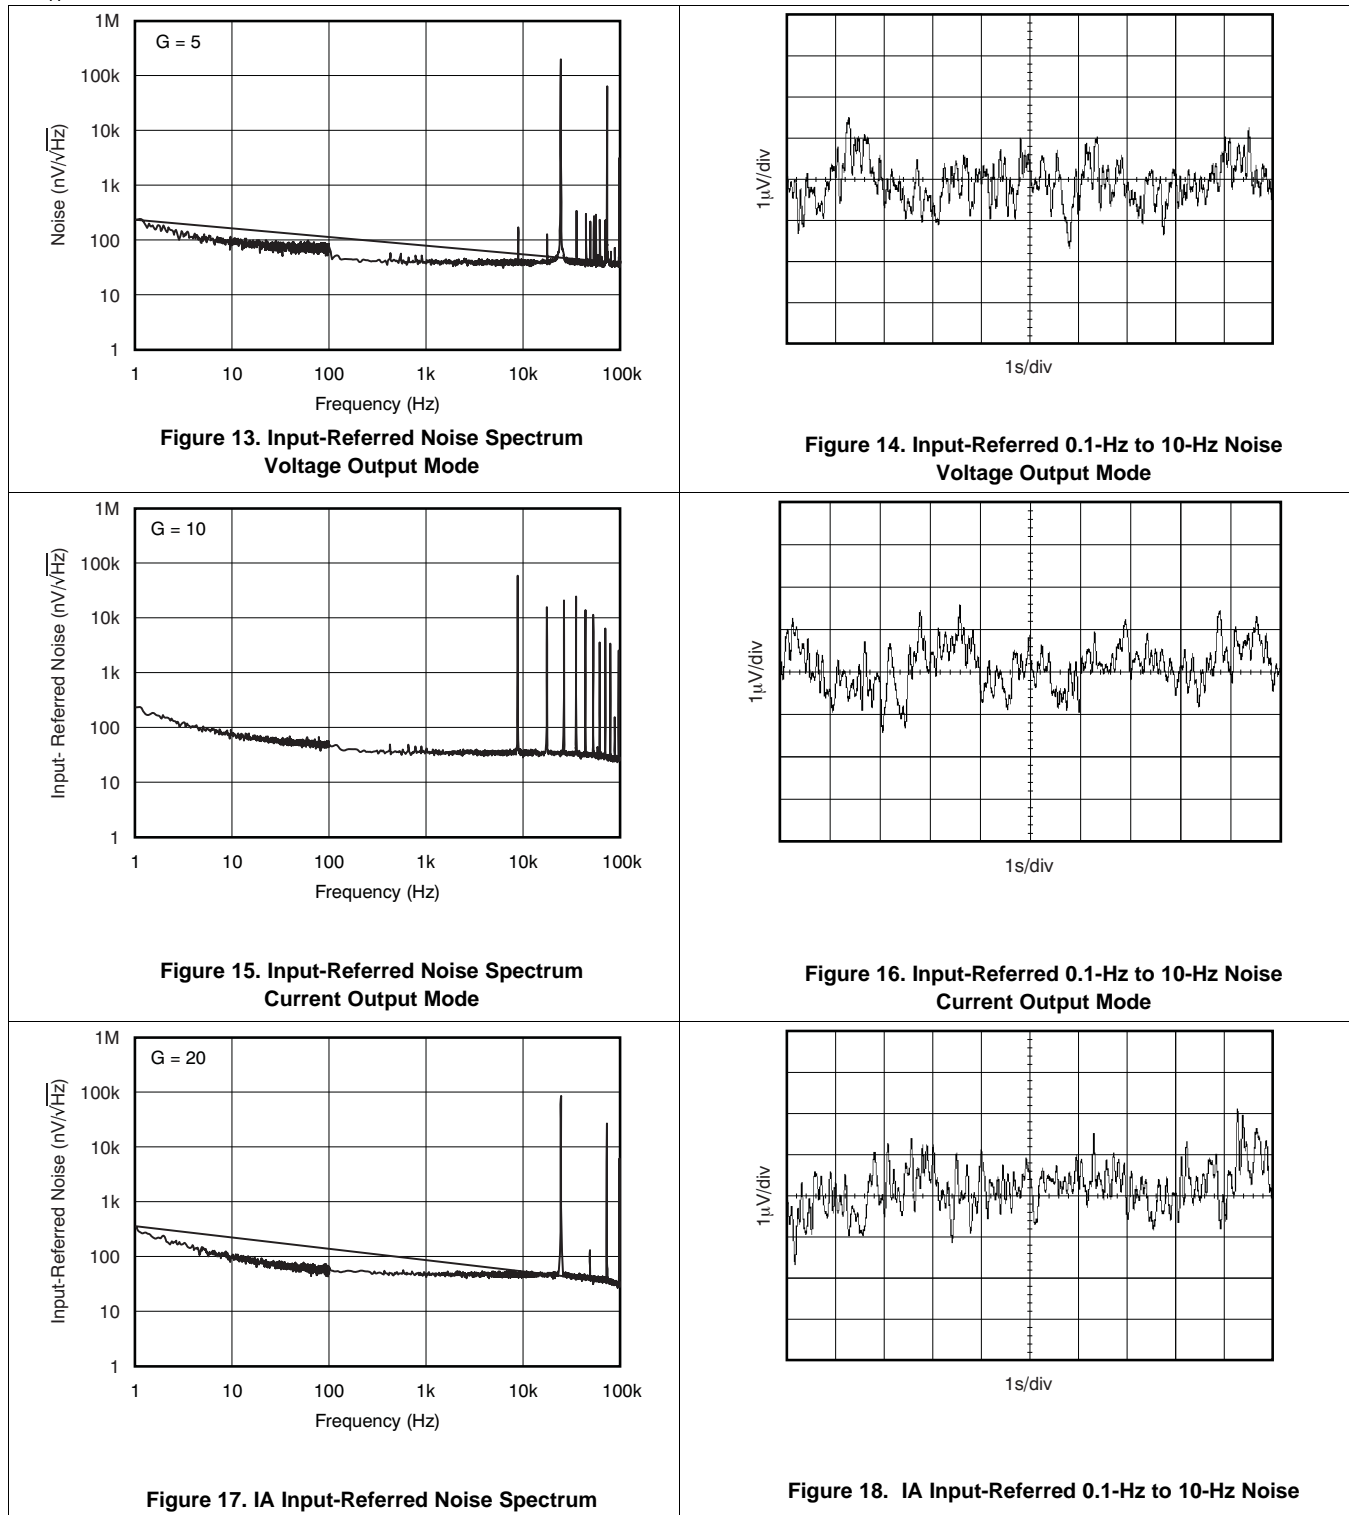 1M
G = 5
100k
10k
1k
100
10
1
Noise (nV/√Hz)
1
10
100
1k
10k
100k
Frequency (Hz)
Figure 13. Input-Referred Noise Spectrum
Voltage Output Mode
1µV/div
1s/div
Figure 14. Input-Referred 0.1-Hz to 10-Hz Noise
Voltage Output Mode
1M
G = 10
100k
10k
1k
100
10
1
Input- Referred Noise (nV/√Hz)
1
10
100
1k
10k
100k
Frequency (Hz)
Figure 15. Input-Referred Noise Spectrum
Current Output Mode
1µV/div
1s/div
Figure 16. Input-Referred 0.1-Hz to 10-Hz Noise
Current Output Mode
1M
G = 20
100k
10k
1k
100
10
1
Input-Referred Noise (nV/√Hz)
1
10
100
1k
10k
100k
Frequency (Hz)
Figure 17. IA Input-Referred Noise Spectrum
1µV/div
1s/div
Figure 18. IA Input-Referred 0.1-Hz to 10-Hz Noise